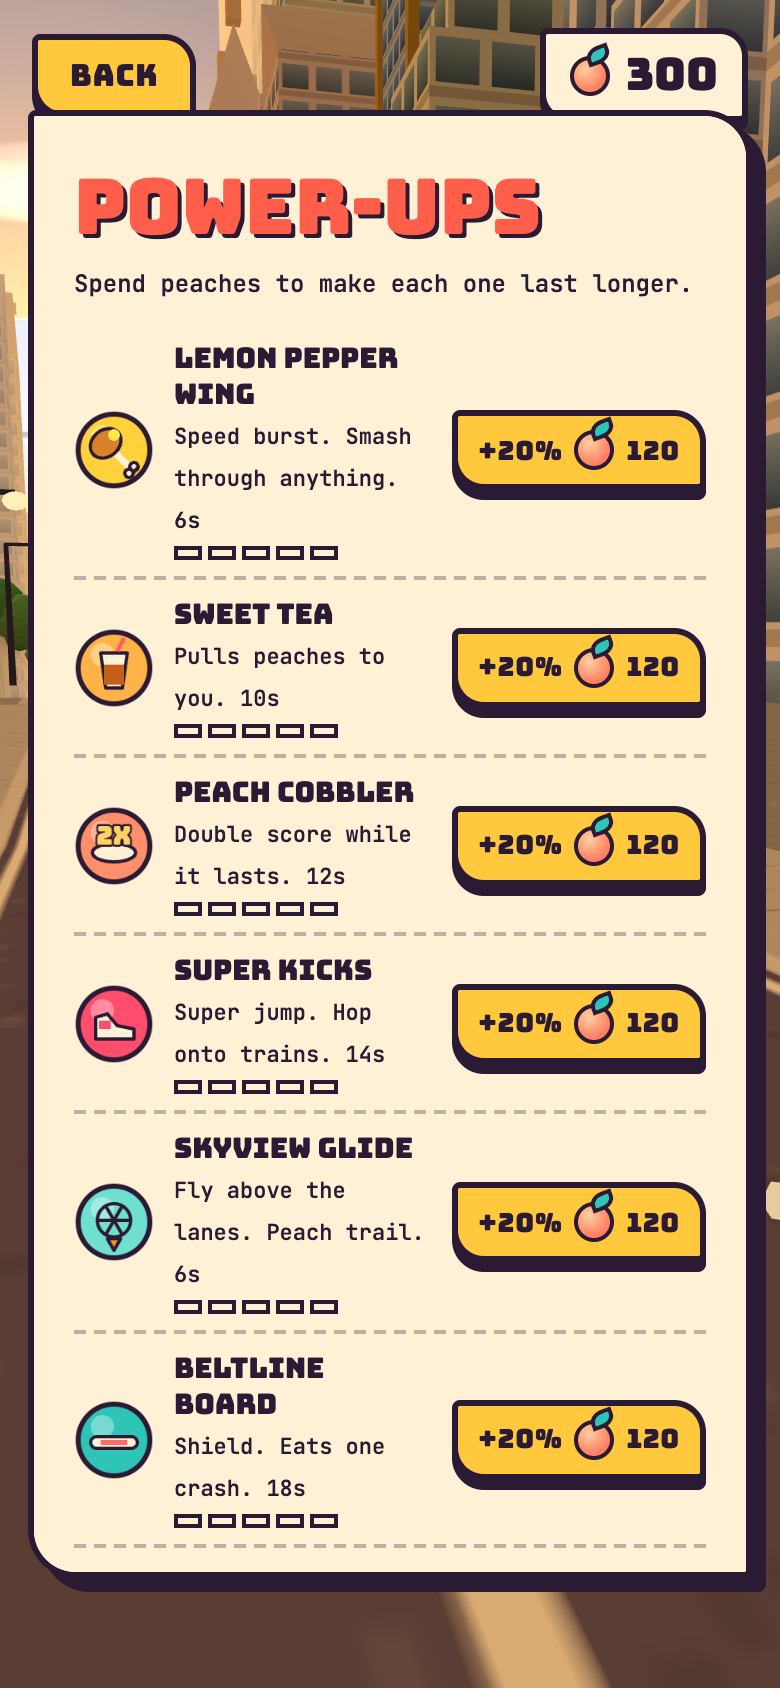 BACK
300
POWER-UPS
Spend peaches to make each one last longer.
LEMON PEPPER
WING
Speed burst. Smash
through anything.
6s
+20% 120
SWEET TEA
Pulls peaches to
you. 10s
+20% 120
PEACH COBBLER
2X
Double score while
it lasts. 12s
+20% 120
SUPER KICKS
Super jump. Hop
onto trains. 14s
+20% 120
SKYVIEW GLIDE
Fly above the
lanes. Peach trail.
6s
+20% 120
BELTLINE
BOARD
Shield. Eats one
crash. 18s
+20% 120